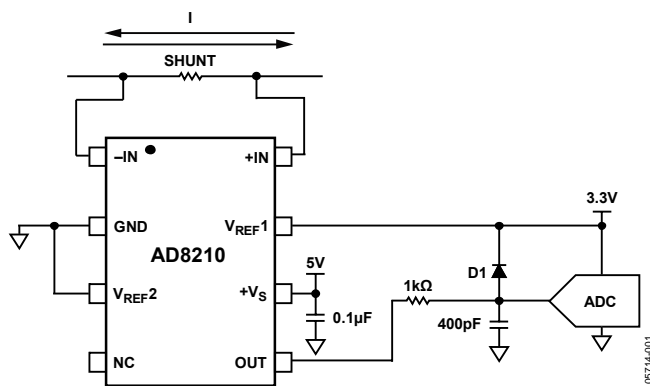 I
SHUNT
–IN
+IN
3.3V
GND
VREF1
AD8210
5V
D1
ADC
1kΩ
VREF2
+VS
0.1µF
400pF
NC
OUT
05714-001